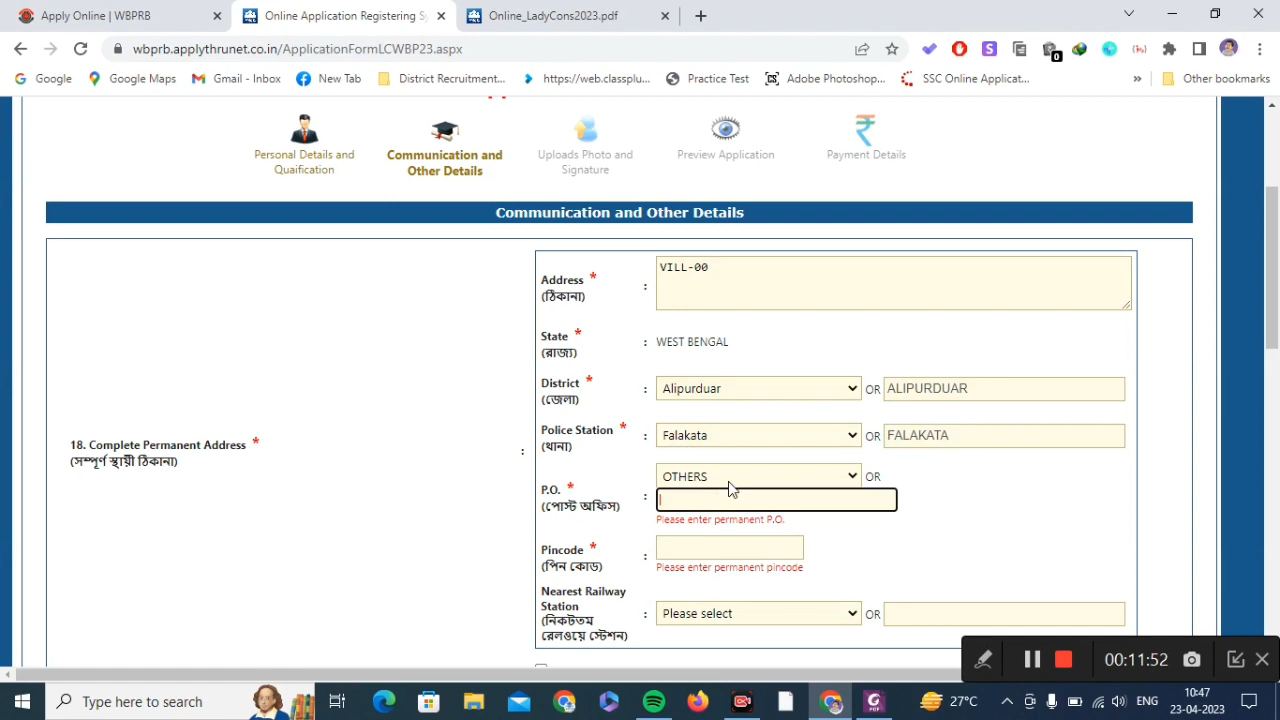 Apply Online | WBPRB
Online Application Registering Sy
Online_LadyCons2023.pdf
wbprb.applythrunet.co.in/ApplicationFormLCWBP23.aspx
0
Google
Google Maps
Gmail - Inbox
New Tab
District Recruitment...
https://web.classplu...
Practice Test
Adobe Photoshop...
SSC Online Applicat...
Other bookmarks
Personal Details and
Quaification
Communication and
Other Details
Uploads Photo and
Signature
Preview Application
Payment Details
Communication and Other Details
18. Complete Permanent Address *
(সম্পূর্ণ স্থায়ী ঠিকানা)
:
Address *
(ঠিকানা)
: VILL-00
State *
(রাজ্য)
: WEST BENGAL
District *
(জেলা)
: Alipurduar OR ALIPURDUAR
Police Station *
(থানা)
: Falakata OR FALAKATA
P.O. *
(পোস্ট অফিস)
: OTHERS OR
Please enter permanent P.O.
Pincode *
(পিন কোড)
:
Please enter permanent pincode
Nearest Railway
Station
(নিকটতম
রেলওয়ে স্টেশন)
: Please select OR
00:11:52
Type here to search
27°C
ENG
10:47
23-04-2023